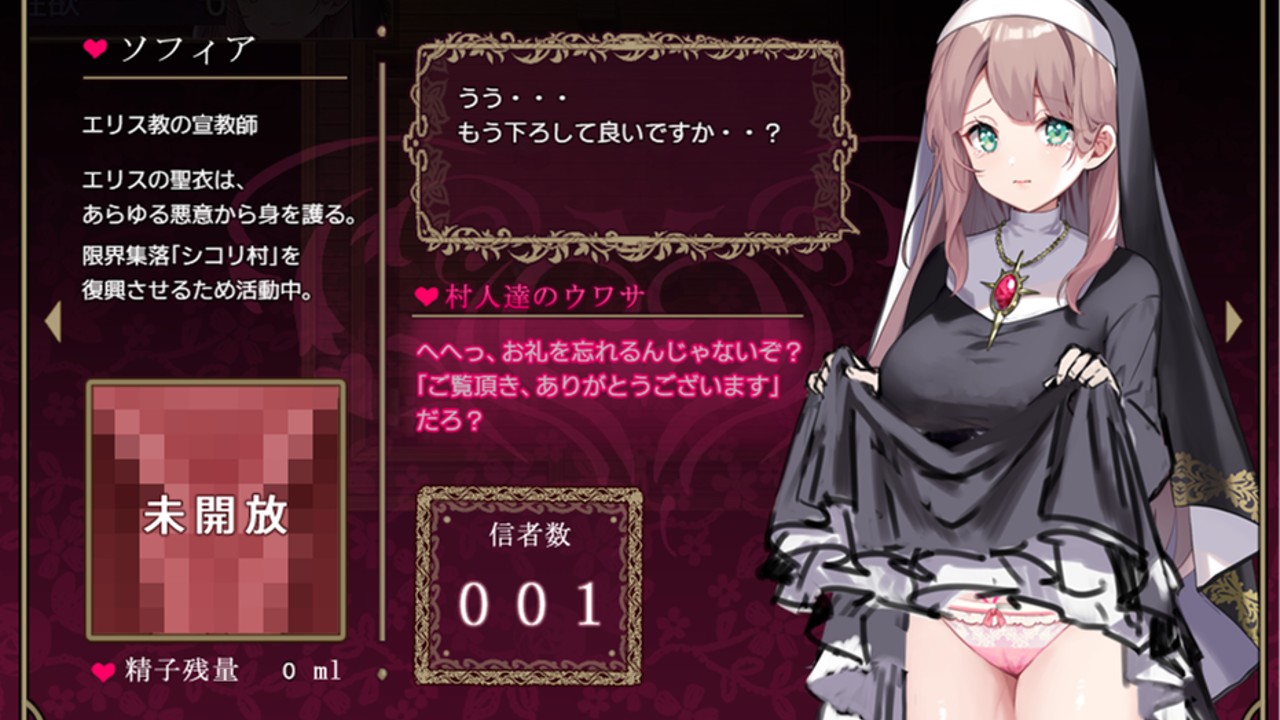 ソフィア
エリス教の宣教師
エリスの聖衣は、
あらゆる悪意から身を護る。
限界集落「シコリ村」を
復興させるため活動中。
未開放
精子残量 0 ml
うう・・・
もう下ろして良いですか・・?
村人達のウワサ
へへっ、お礼を忘れるんじゃないぞ?
「ご覧頂き、ありがとうございます」
だろ?
信者数
001